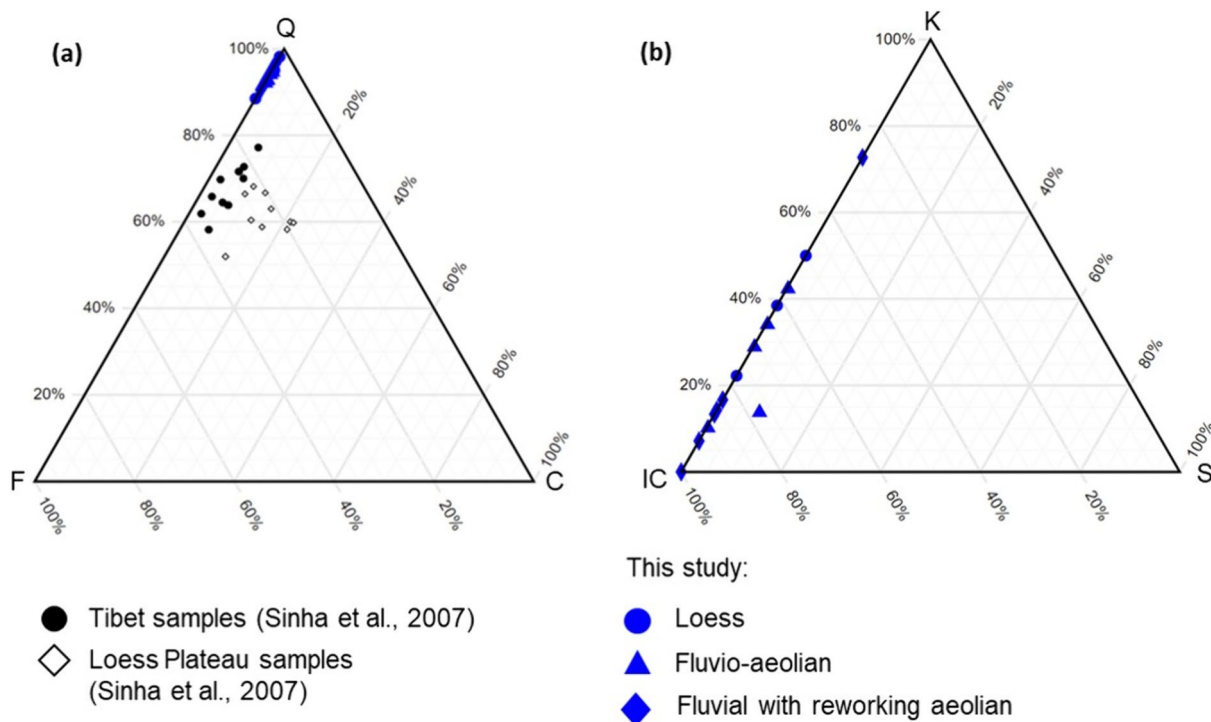 (a)
Q
100%
80%
60%
40%
20%
20%
40%
60%
80%
100%
F
C
100%
80%
60%
40%
20%
(b)
K
100%
80%
60%
40%
20%
20%
40%
60%
80%
100%
IC
S
100%
80%
60%
40%
20%
Tibet samples (Sinha et al., 2007)
Loess Plateau samples
(Sinha et al., 2007)
This study:
Loess
Fluvio-aeolian
Fluvial with reworking aeolian